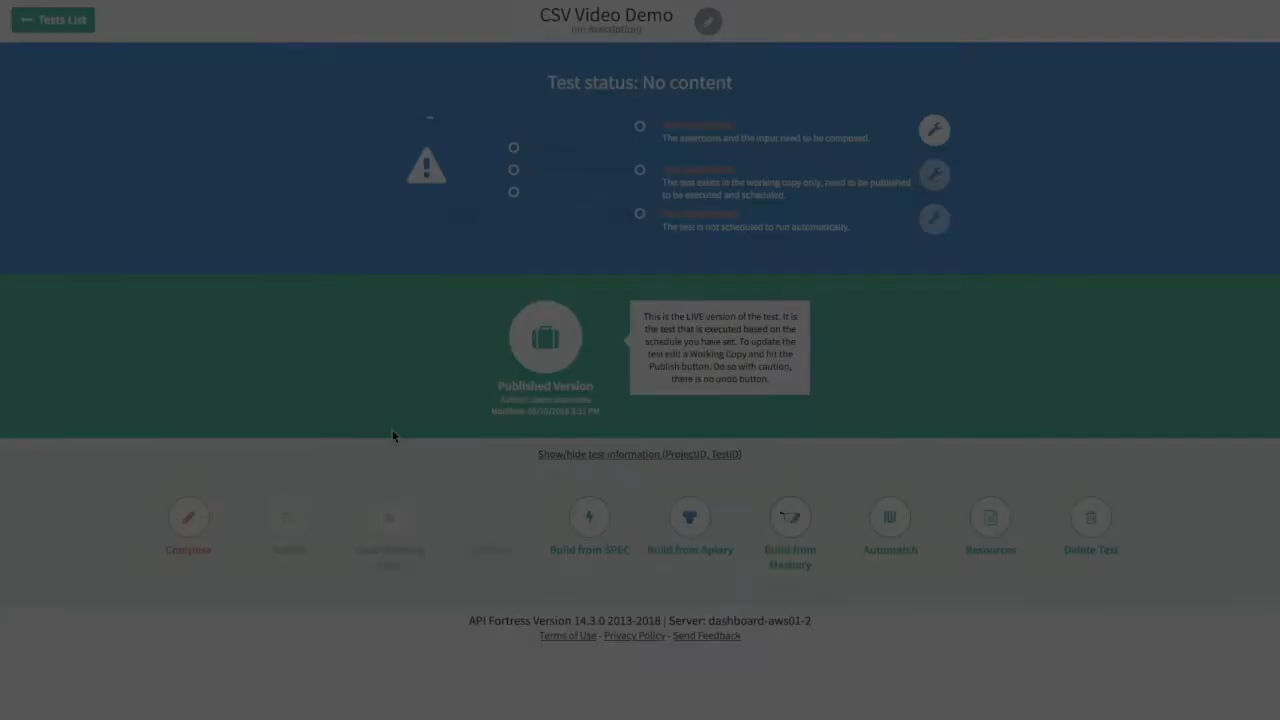 ← Tests List
CSV Video Demo
(no description)
Test status: No content
The assertions and the input need to be composed.
The test exists in the working copy only, need to be published
to be executed and scheduled.
The test is not scheduled to run automatically.
This is the LIVE version of the test. It is
the test that is executed based on the
schedule you have set. To update the
test edit a Working Copy and hit the
Publish button. Do so with caution,
there is no undo button.
Published Version
Show/hide test information (ProjectID, TestID)
Compose
Build from SPEC
Build from Apiary
Build from
Mashery
Automatch
Resources
Delete Test
API Fortress Version 14.3.0 2013-2018 | Server: dashboard-aws01-2
Terms of Use - Privacy Policy - Send Feedback